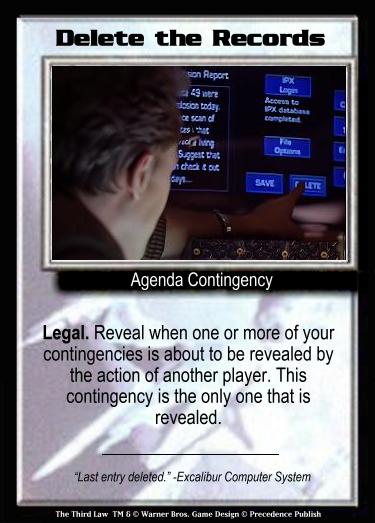 Delete the Records
sion Report
49 were
losion today.
ce scan of
living
Suggest that
check it out
days...
IPX
Login
Access to
IPX database
completed.
File
Options
SAVE
LETE
Agenda Contingency
Legal. Reveal when one or more of your
contingencies is about to be revealed by
the action of another player. This
contingency is the only one that is
revealed.
“Last entry deleted.” -Excalibur Computer System
The Third Law TM & © Warner Bros. Game Design © Precedence Publish